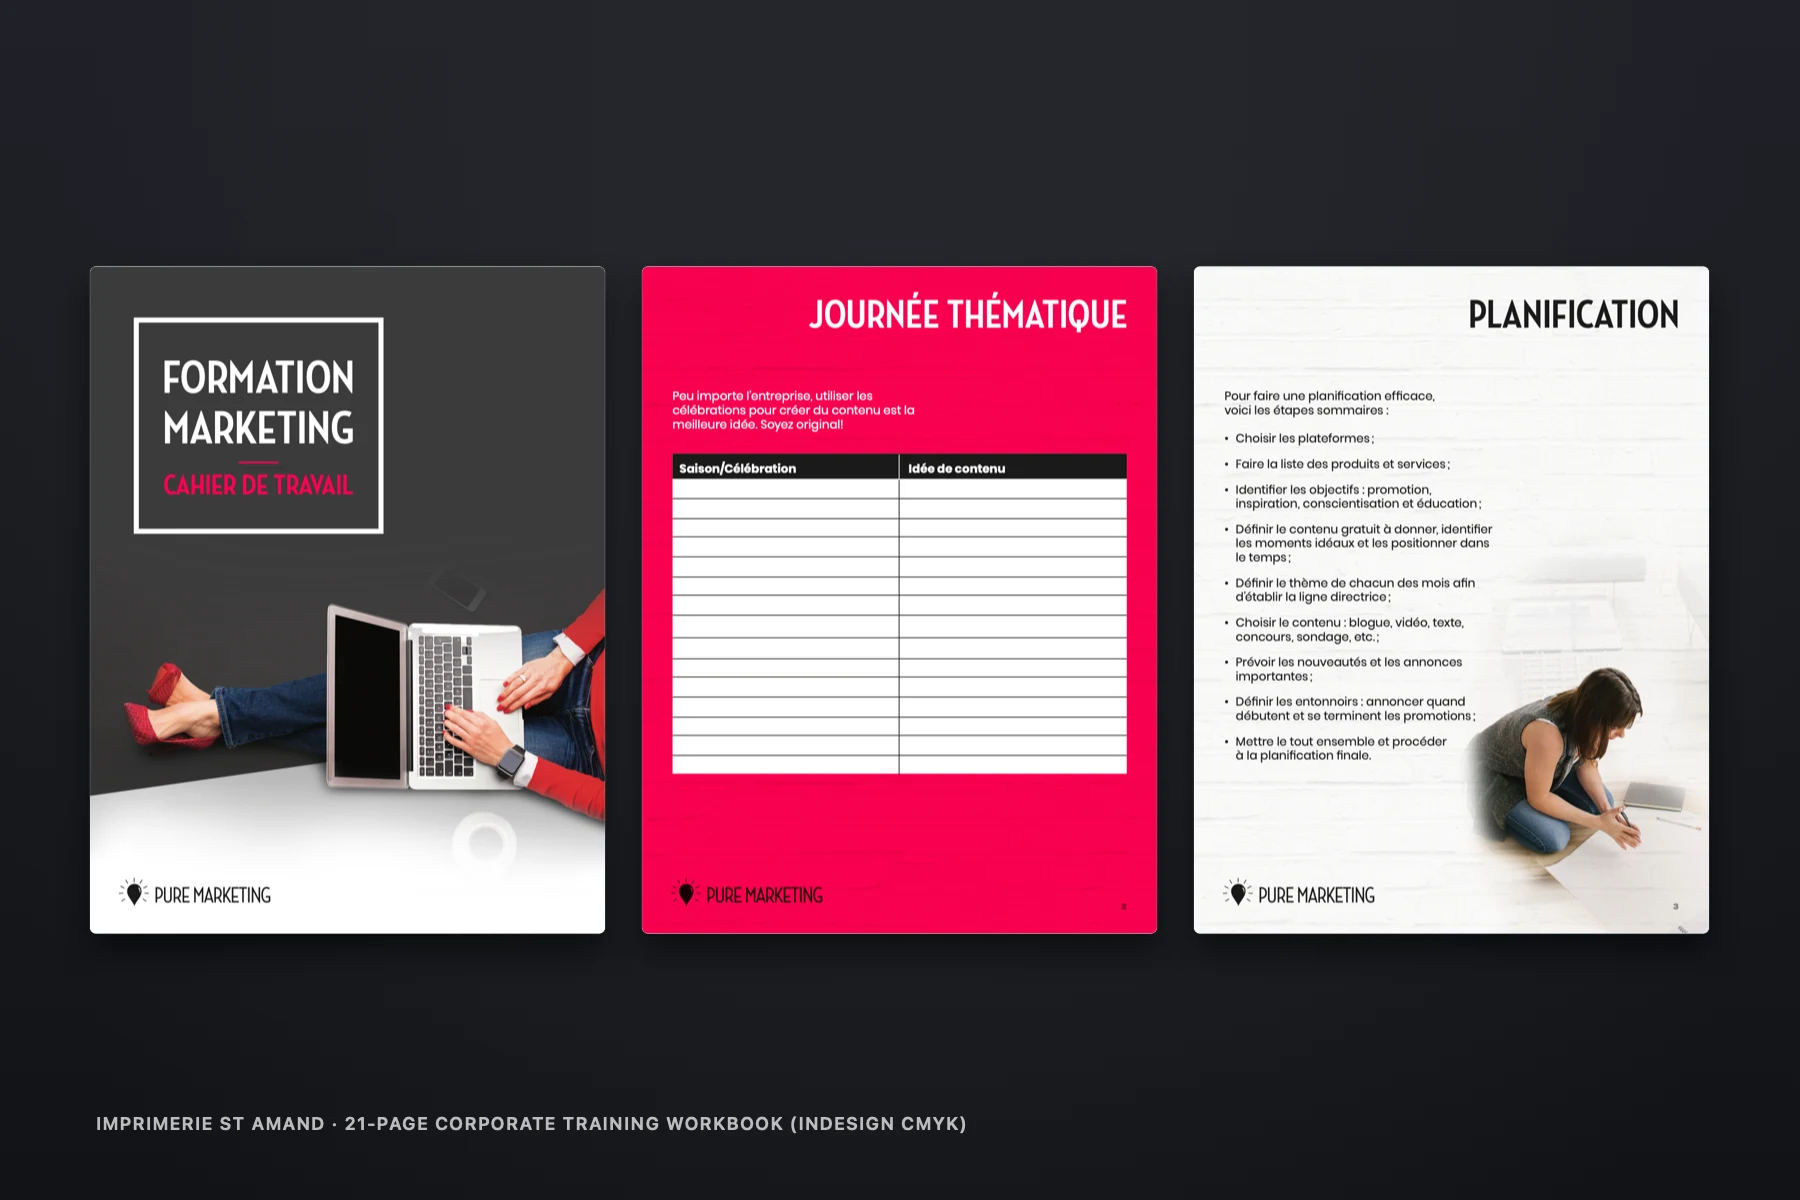 FORMATION
MARKETING
CAHIER DE TRAVAIL
PURE MARKETING
JOURNÉE THÉMATIQUE
Peu importe l'entreprise, utiliser les
célébrations pour créer du contenu est la
meilleure idée. Soyez original!
Saison/Célébration Idée de contenu
PURE MARKETING
2
PLANIFICATION
Pour faire une planification efficace,
voici les étapes sommaires :
• Choisir les plateformes ;
• Faire la liste des produits et services ;
• Identifier les objectifs : promotion,
inspiration, conscientisation et éducation ;
• Définir le contenu gratuit à donner, identifier
les moments idéaux et les positionner dans
le temps ;
• Définir le thème de chacun des mois afin
d'établir la ligne directrice ;
• Choisir le contenu : blogue, vidéo, texte,
concours, sondage, etc. ;
• Prévoir les nouveautés et les annonces
importantes ;
• Définir les entonnoirs : annoncer quand
débutent et se terminent les promotions ;
• Mettre le tout ensemble et procéder
à la planification finale.
PURE MARKETING
3
IMPRIMERIE ST AMAND · 21-PAGE CORPORATE TRAINING WORKBOOK (INDESIGN CMYK)